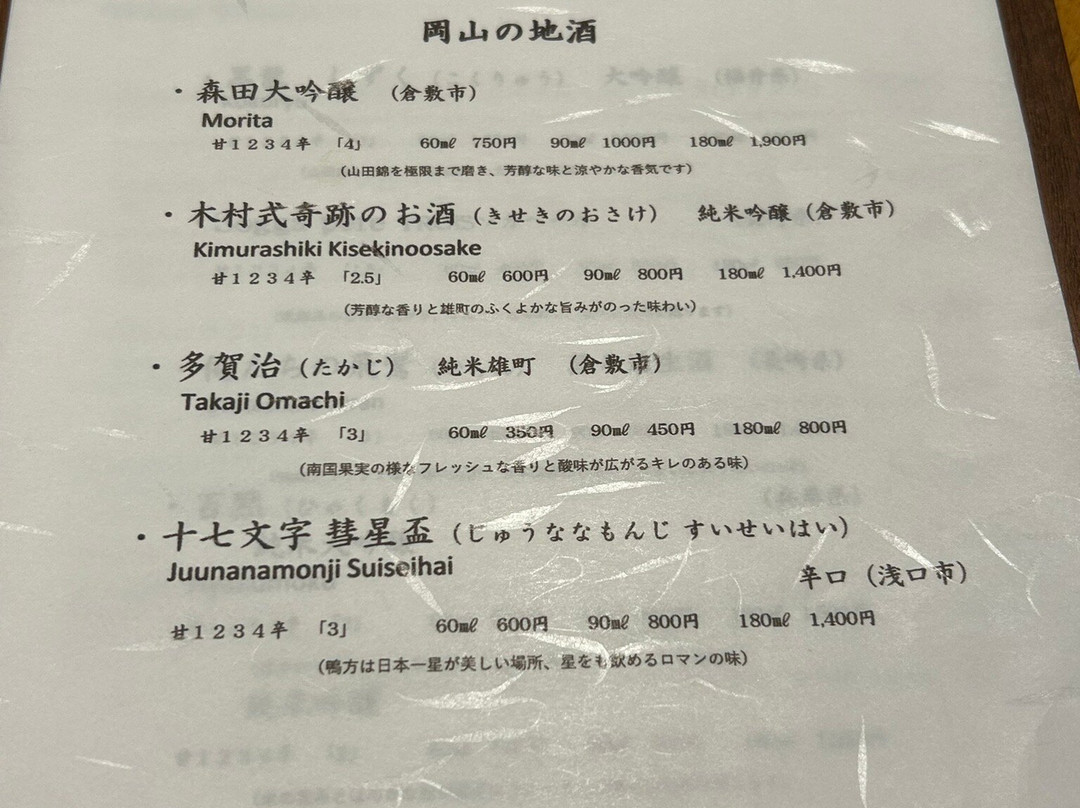 岡山の地酒
・森田大吟醸 (倉敷市)
Morita
甘1234辛 「4」 60㎖ 750円 90㎖ 1000円 180㎖ 1,900円
(山田錦を極限まで磨き、芳醇な味と涼やかな香気です)
・木村式奇跡のお酒 (きせきのおさけ) 純米吟醸 (倉敷市)
Kimurashiki Kisekinoosake
甘1234辛 「2.5」 60㎖ 600円 90㎖ 800円 180㎖ 1,400円
(芳醇な香りと雄町のふくよかな旨みがのった味わい)
・多賀治 (たかじ) 純米雄町 (倉敷市)
Takaji Omachi
甘1234辛 「3」 60㎖ 350円 90㎖ 450円 180㎖ 800円
(南国果実の様なフレッシュな香りと酸味が広がるキレのある味)
・十七文字 彗星盃 (じゅうななもんじ すいせいはい)
Juunanamonji Suiseihai
辛口 (浅口市)
甘1234辛 「3」 60㎖ 600円 90㎖ 800円 180㎖ 1,400円
(鴨方は日本一星が美しい場所、星をも飲めるロマンの味)